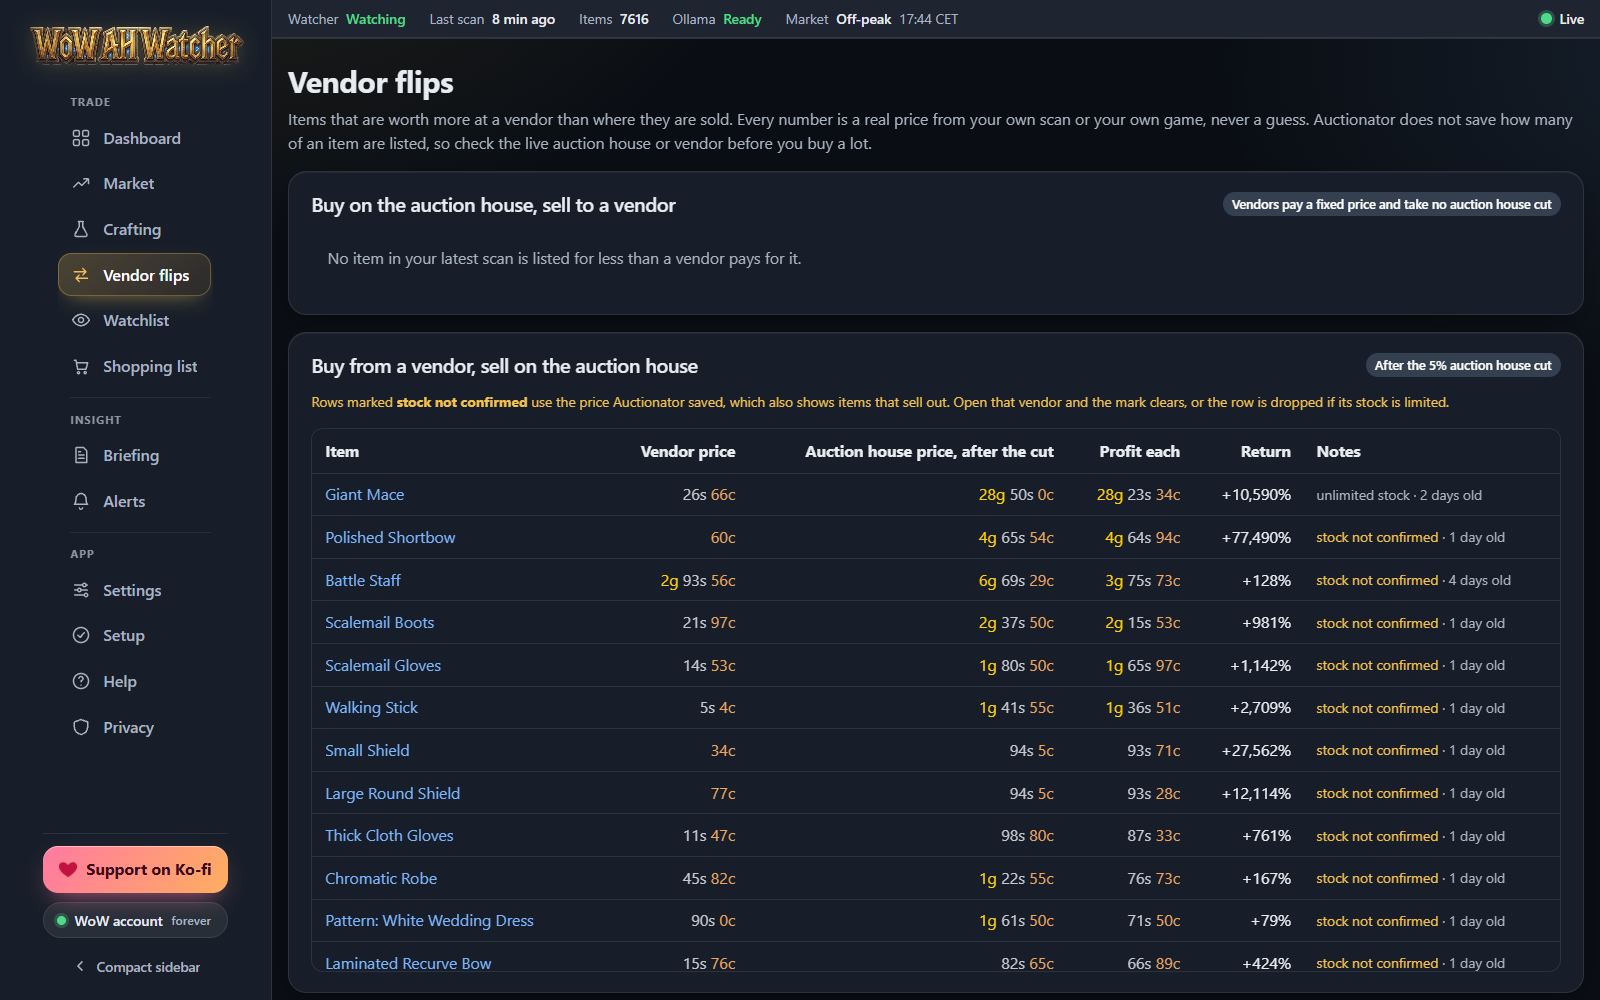 WoW AH Watcher
Watcher Watching Last scan 8 min ago Items 7616 Ollama Ready Market Off-peak 17:44 CET
Live
TRADE
Dashboard
Market
Crafting
Vendor flips
Watchlist
Shopping list
INSIGHT
Briefing
Alerts
APP
Settings
Setup
Help
Privacy
Support on Ko-fi
WoW account forever
Compact sidebar
Vendor flips
Items that are worth more at a vendor than where they are sold. Every number is a real price from your own scan or your own game, never a guess. Auctionator does not save how many
of an item are listed, so check the live auction house or vendor before you buy a lot.
Buy on the auction house, sell to a vendor
Vendors pay a fixed price and take no auction house cut
No item in your latest scan is listed for less than a vendor pays for it.
Buy from a vendor, sell on the auction house
After the 5% auction house cut
Rows marked stock not confirmed use the price Auctionator saved, which also shows items that sell out. Open that vendor and the mark clears, or the row is dropped if its stock is limited.
Item Vendor price Auction house price, after the cut Profit each Return Notes
Giant Mace 26s 66c 28g 50s 0c 28g 23s 34c +10,590% unlimited stock · 2 days old
Polished Shortbow 60c 4g 65s 54c 4g 64s 94c +77,490% stock not confirmed · 1 day old
Battle Staff 2g 93s 56c 6g 69s 29c 3g 75s 73c +128% stock not confirmed · 4 days old
Scalemail Boots 21s 97c 2g 37s 50c 2g 15s 53c +981% stock not confirmed · 1 day old
Scalemail Gloves 14s 53c 1g 80s 50c 1g 65s 97c +1,142% stock not confirmed · 1 day old
Walking Stick 5s 4c 1g 41s 55c 1g 36s 51c +2,709% stock not confirmed · 1 day old
Small Shield 34c 94s 5c 93s 71c +27,562% stock not confirmed · 1 day old
Large Round Shield 77c 94s 5c 93s 28c +12,114% stock not confirmed · 1 day old
Thick Cloth Gloves 11s 47c 98s 80c 87s 33c +761% stock not confirmed · 1 day old
Chromatic Robe 45s 82c 1g 22s 55c 76s 73c +167% stock not confirmed · 1 day old
Pattern: White Wedding Dress 90s 0c 1g 61s 50c 71s 50c +79% stock not confirmed · 1 day old
Laminated Recurve Bow 15s 76c 82s 65c 66s 89c +424% stock not confirmed · 1 day old